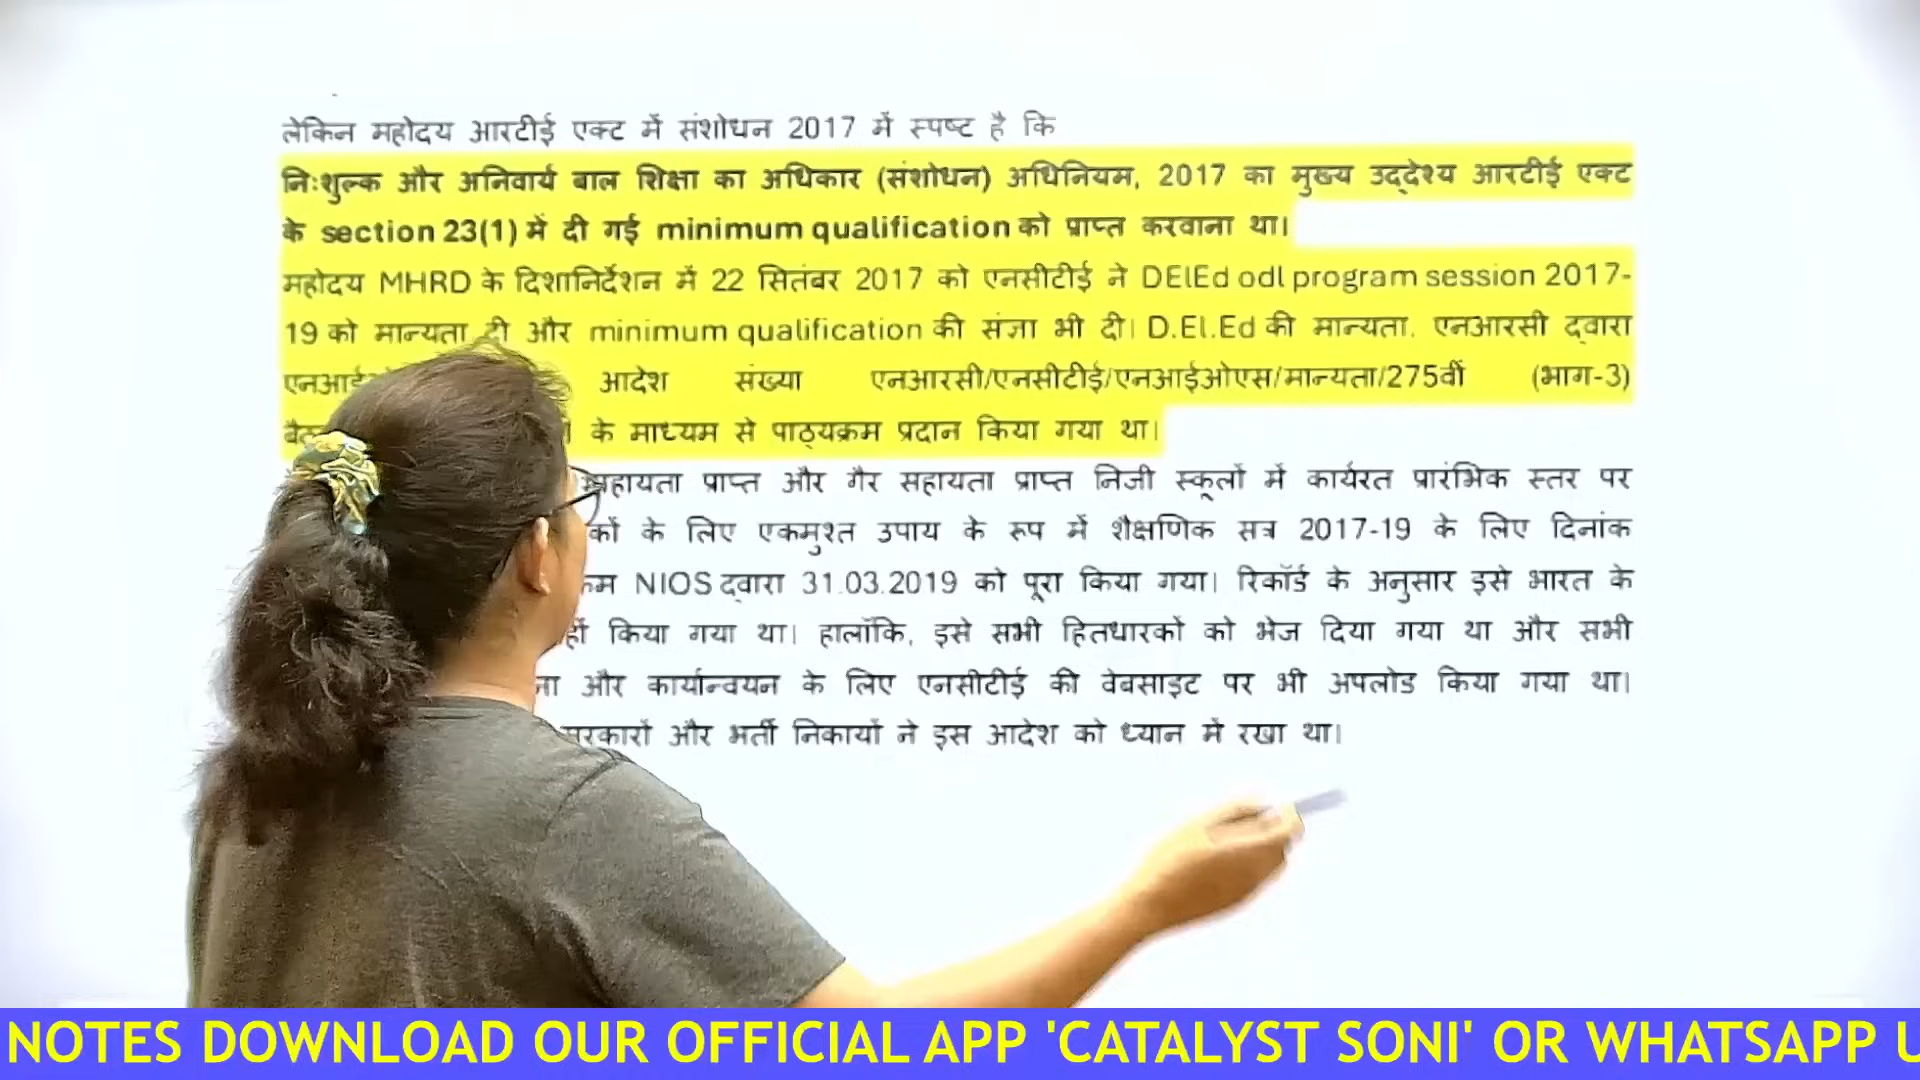 लेकिन महोदय आरटीई एक्ट में संशोधन 2017 में स्पष्ट है कि
निःशुल्क और अनिवार्य बाल शिक्षा का अधिकार (संशोधन) अधिनियम, 2017 का मुख्य उद्देश्य आरटीई एक्ट
के section 23(1) में दी गई minimum qualification को प्राप्त करवाना था।
महोदय MHRD के दिशानिर्देशन में 22 सितंबर 2017 को एनसीटीई ने DElEd odl program session 2017-
19 को मान्यता दी और minimum qualification की संज्ञा भी दी। D.El.Ed की मान्यता. एनआरसी द्वारा
आदेश संख्या एनआरसी/एनसीटीई/एनआईओएस/मान्यता/275वीं (भाग-3)
के माध्यम से पाठ्यक्रम प्रदान किया गया था।
सहायता प्राप्त और गैर सहायता प्राप्त निजी स्कूलों में कार्यरत प्रारंभिक स्तर पर
के लिए एकमुश्त उपाय के रूप में शैक्षणिक सत्र 2017-19 के लिए दिनांक
NIOS द्वारा 31.03.2019 को पूरा किया गया। रिकॉर्ड के अनुसार इसे भारत के
किया गया था। हालॉकि, इसे सभी हितधारकों को भेज दिया गया था और सभी
और कार्यान्वयन के लिए एनसीटीई की वेबसाइट पर भी अपलोड किया गया था।
सरकारों और भर्ती निकायों ने इस आदेश को ध्यान में रखा था।
NOTES DOWNLOAD OUR OFFICIAL APP 'CATALYST SONI' OR WHATSAPP U